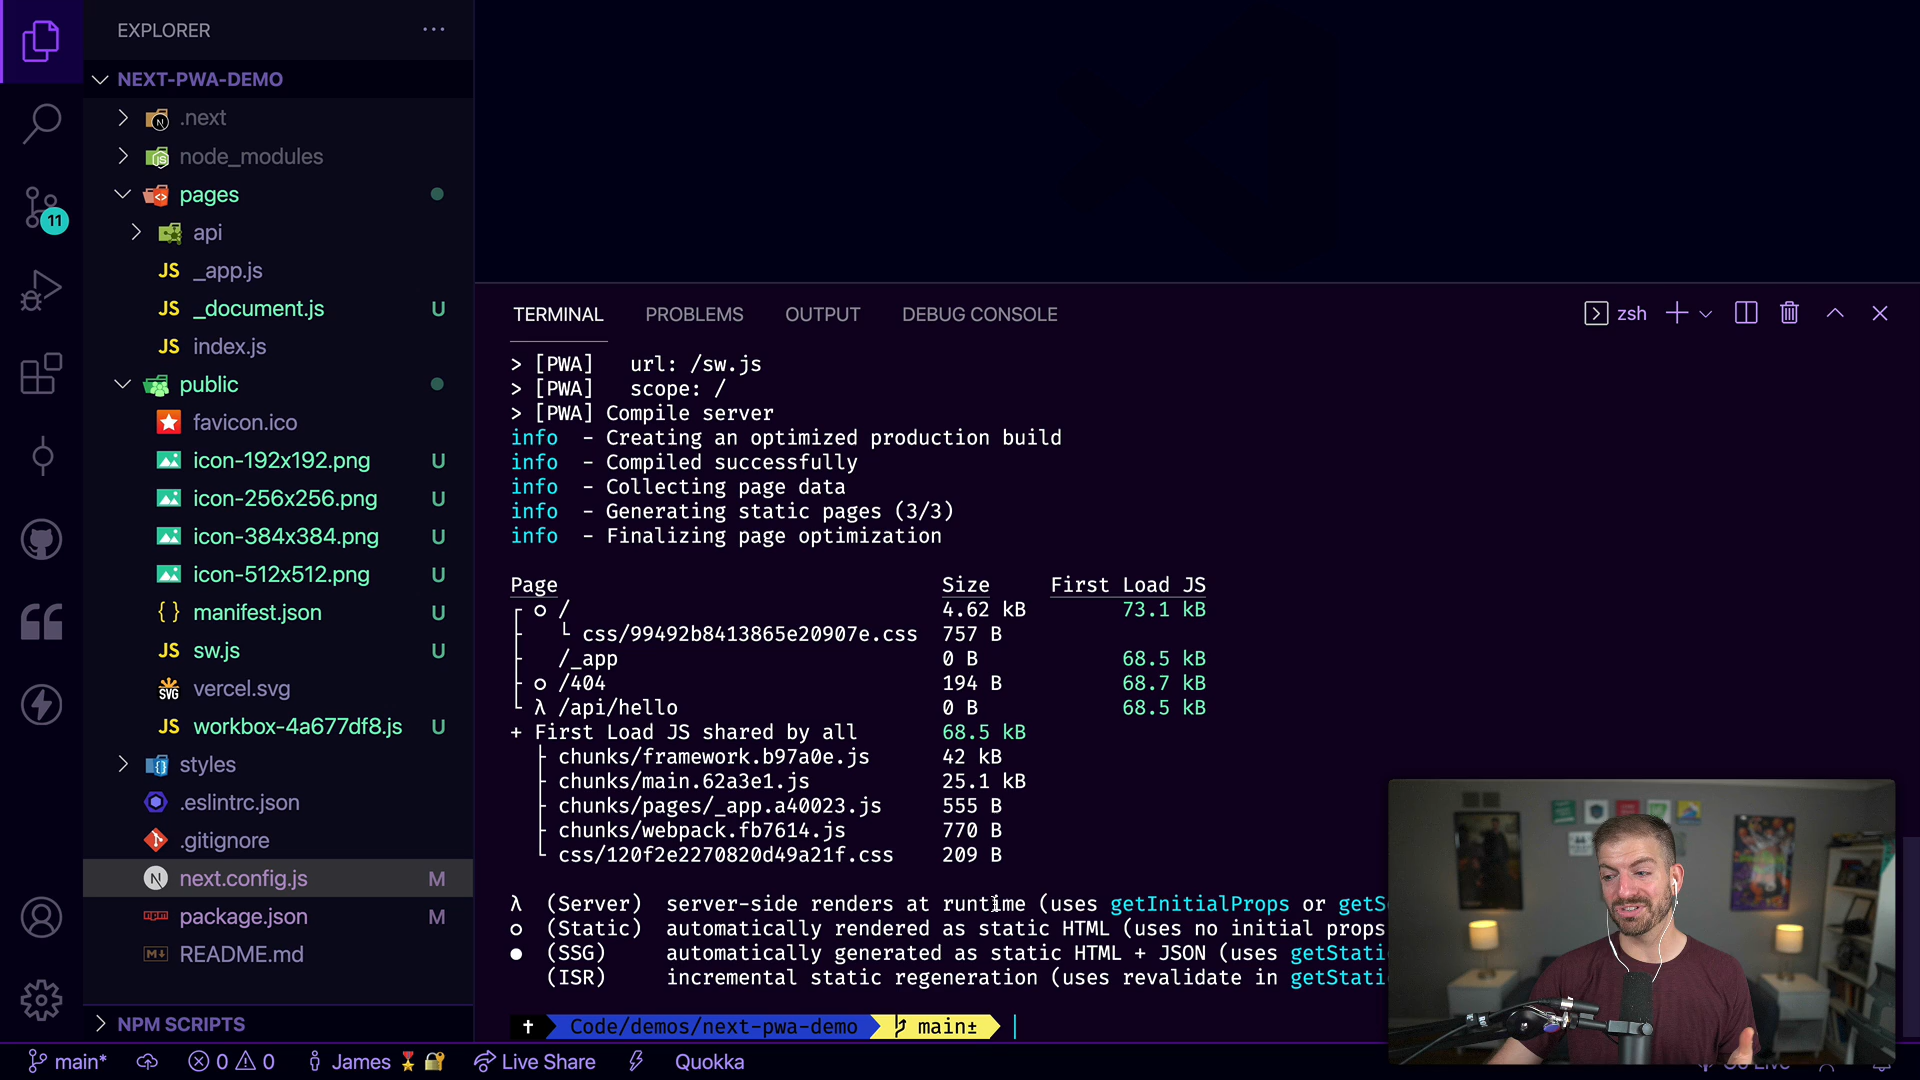 EXPLORER
NEXT-PWA-DEMO
.next
node_modules
pages
api
JS _app.js
JS _document.js U
JS index.js
public
favicon.ico
icon-192x192.png U
icon-256x256.png U
icon-384x384.png U
icon-512x512.png U
{ } manifest.json U
JS sw.js U
SVG vercel.svg
JS workbox-4a677df8.js U
styles
.eslintrc.json
.gitignore
N next.config.js M
npm package.json M
M↓ README.md
NPM SCRIPTS
11
TERMINAL PROBLEMS OUTPUT DEBUG CONSOLE
zsh
> [PWA] url: /sw.js
> [PWA] scope: /
> [PWA] Compile server
info - Creating an optimized production build
info - Compiled successfully
info - Collecting page data
info - Generating static pages (3/3)
info - Finalizing page optimization
Page Size First Load JS
┌ ○ / 4.62 kB 73.1 kB
├ └ css/99492b8413865e20907e.css 757 B
├ /_app 0 B 68.5 kB
├ ○ /404 194 B 68.7 kB
└ λ /api/hello 0 B 68.5 kB
+ First Load JS shared by all 68.5 kB
├ chunks/framework.b97a0e.js 42 kB
├ chunks/main.62a3e1.js 25.1 kB
├ chunks/pages/_app.a40023.js 555 B
├ chunks/webpack.fb7614.js 770 B
└ css/120f2e2270820d49a21f.css 209 B
λ (Server) server-side renders at runtime (uses getInitialProps or getS
○ (Static) automatically rendered as static HTML (uses no initial props
● (SSG) automatically generated as static HTML + JSON (uses getStati
(ISR) incremental static regeneration (uses revalidate in getStati
Code/demos/next-pwa-demo main±
main* 0 0 James Live Share Quokka